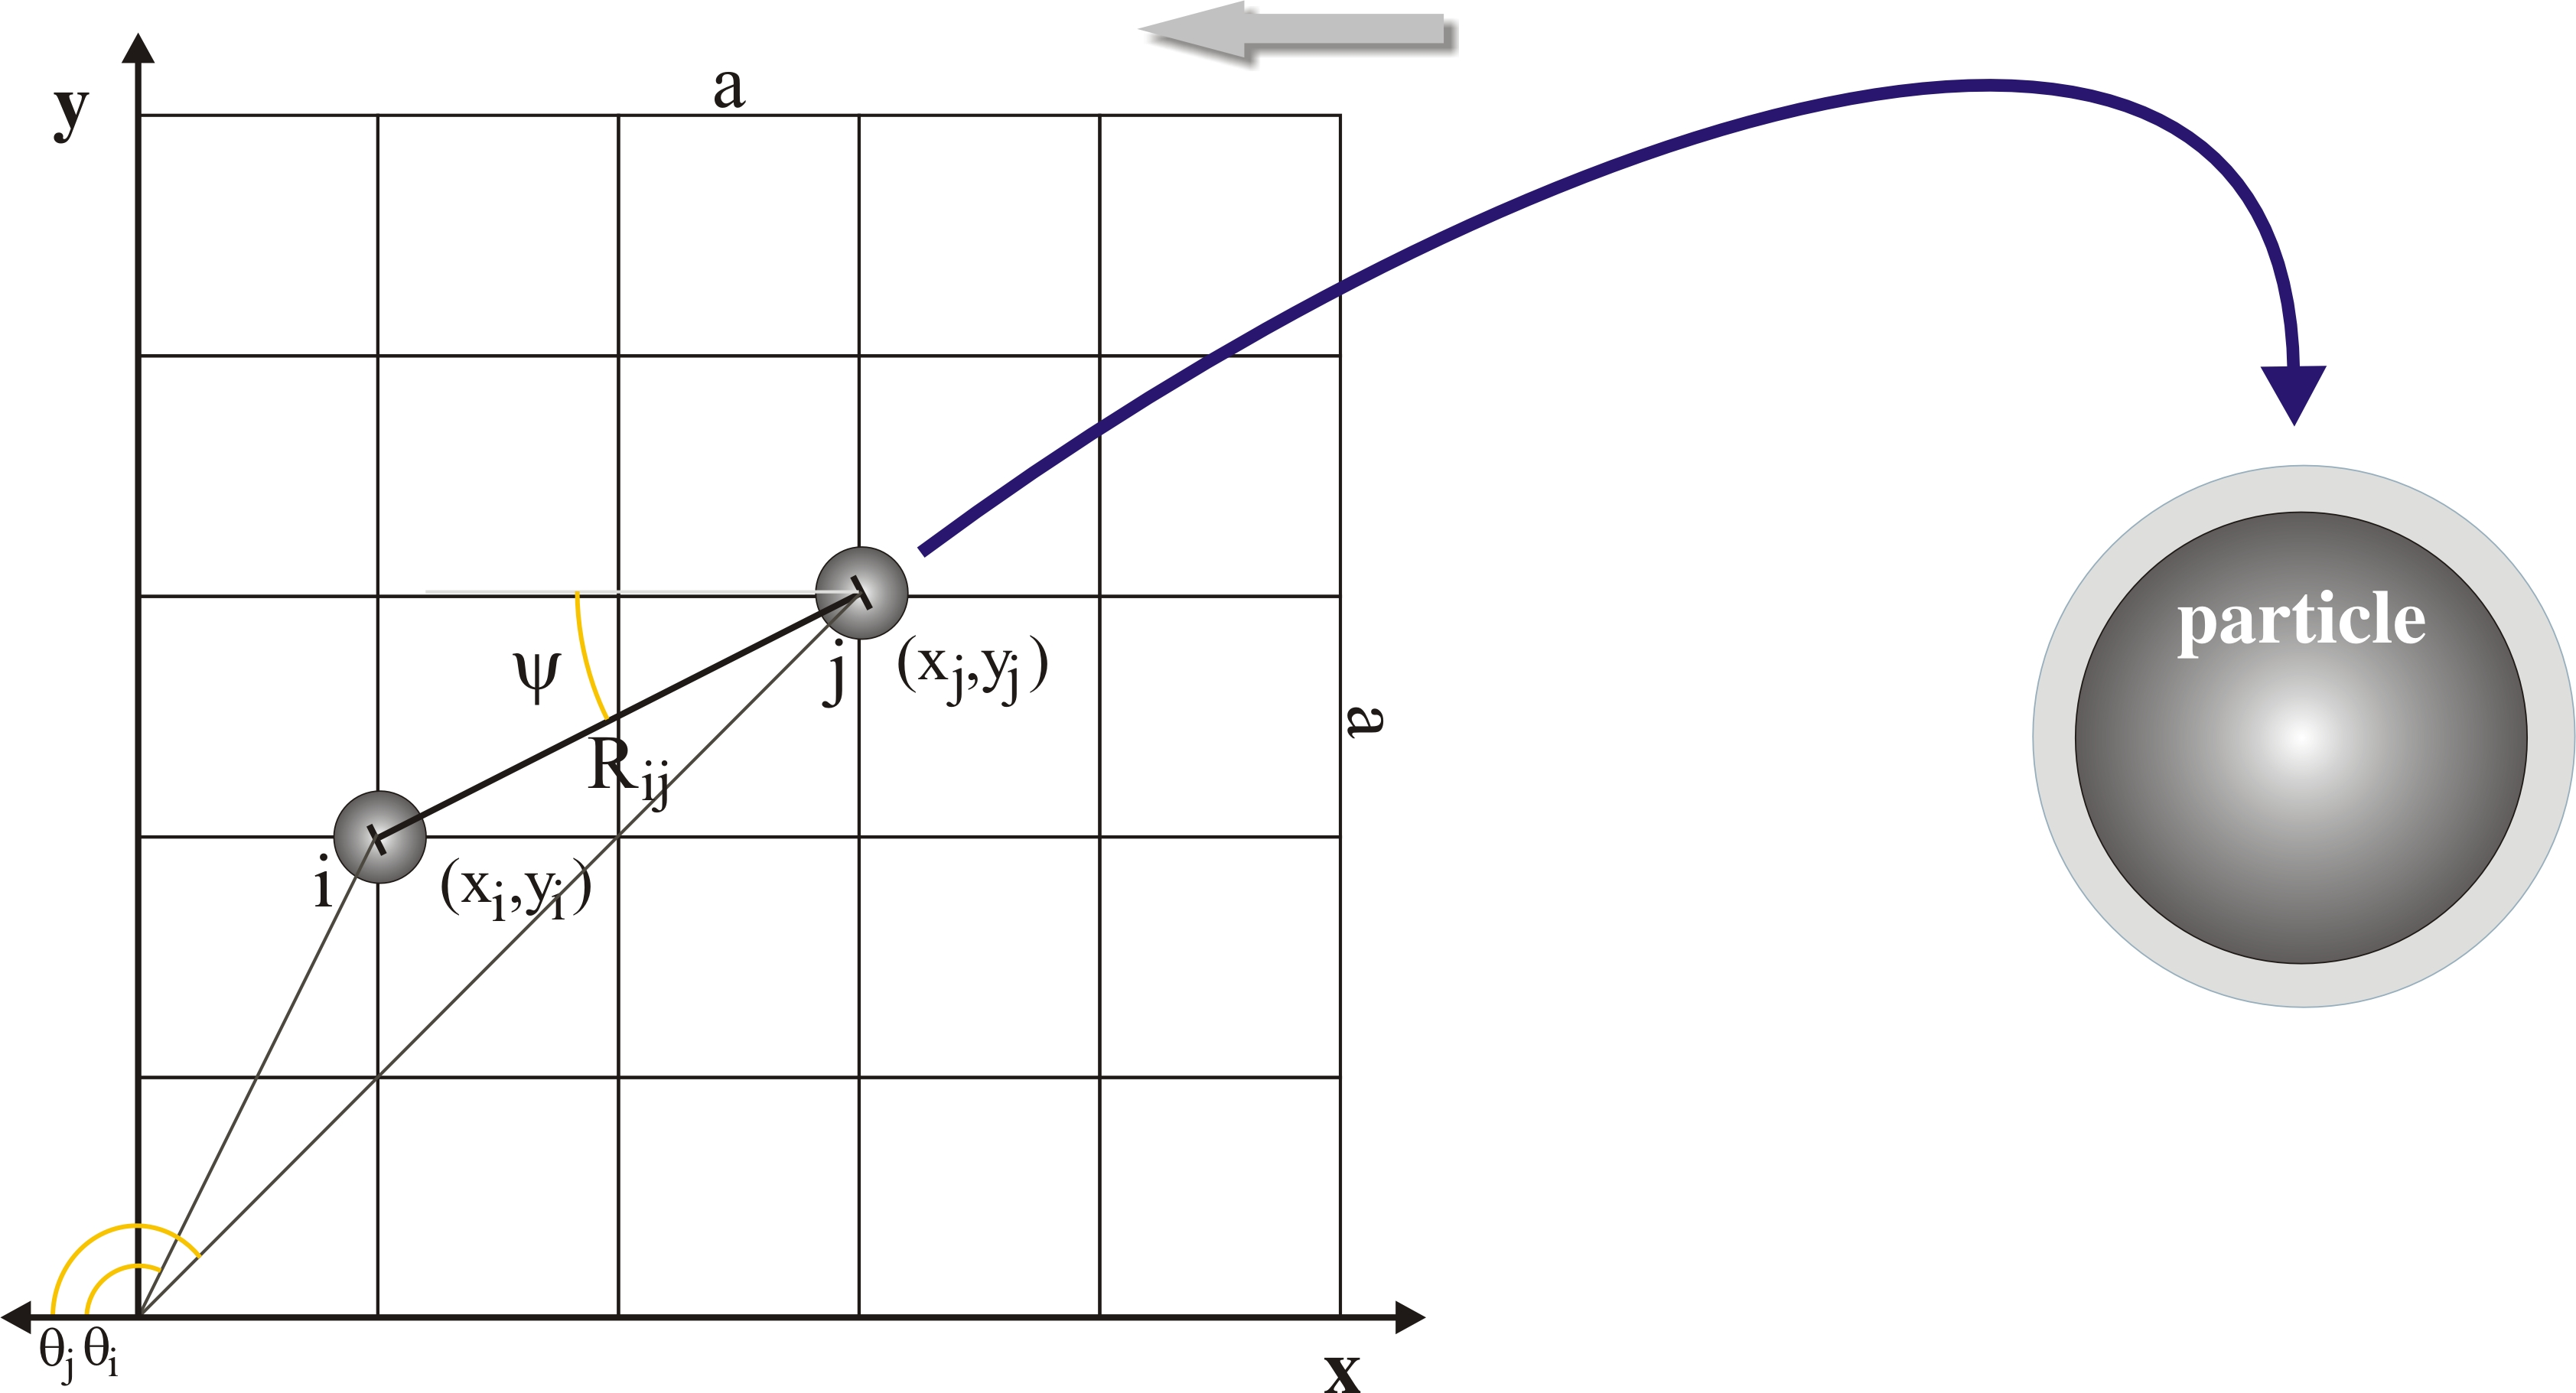 a
y
particle
ψ
j
(xj,yj)
a
Rij
i
(xi,yi)
θj
θi
x